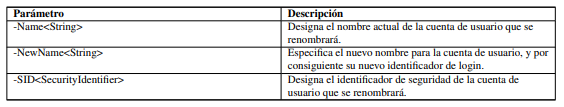 Parámetro Descripción
-Name<String> Designa el nombre actual de la cuenta de usuario que se
renombrará.
-NewName<String> Especifica el nuevo nombre para la cuenta de usuario, y por
consiguiente su nuevo identificador de login.
-SID<SecurityIdentifier> Designa el identificador de seguridad de la cuenta de
usuario que se renombrará.